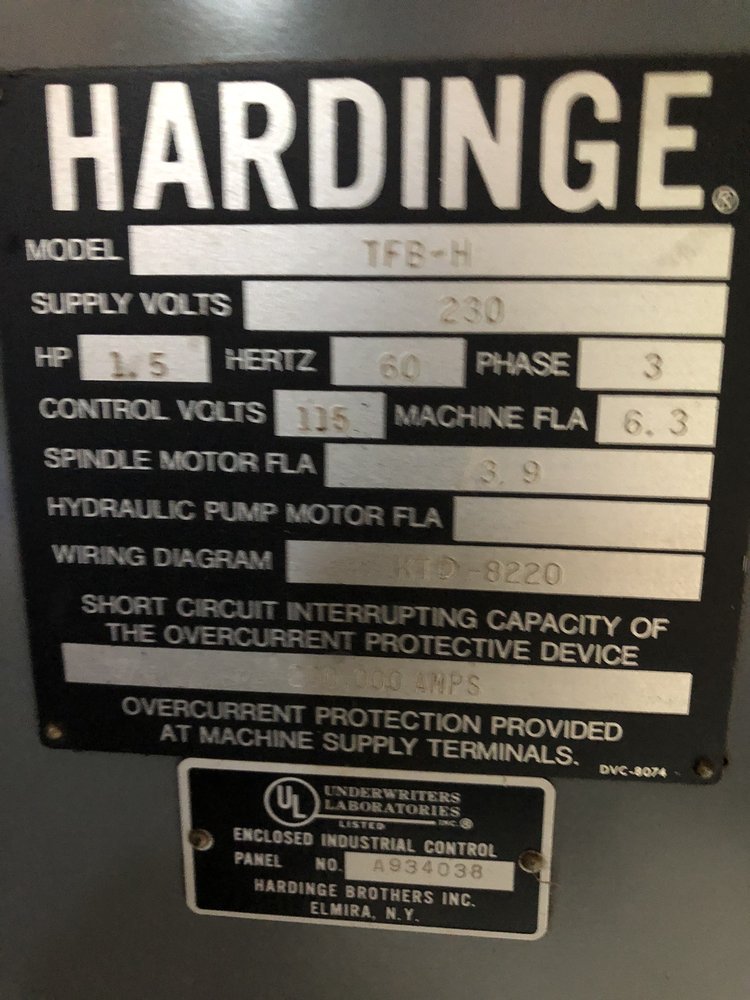 HARDINGE®
MODEL TFB-H
SUPPLY VOLTS 230
HP 1.5 HERTZ 60 PHASE 3
CONTROL VOLTS 115 MACHINE FLA 6.3
SPINDLE MOTOR FLA 3.9
HYDRAULIC PUMP MOTOR FLA
WIRING DIAGRAM KTD-8220
SHORT CIRCUIT INTERRUPTING CAPACITY OF
THE OVERCURRENT PROTECTIVE DEVICE
AMPS
OVERCURRENT PROTECTION PROVIDED
AT MACHINE SUPPLY TERMINALS.
DVC-8074
UL UNDERWRITERS
LABORATORIES
LISTED INC.®
ENCLOSED INDUSTRIAL CONTROL
PANEL NO. A934038
HARDINGE BROTHERS INC.
ELMIRA, N.Y.